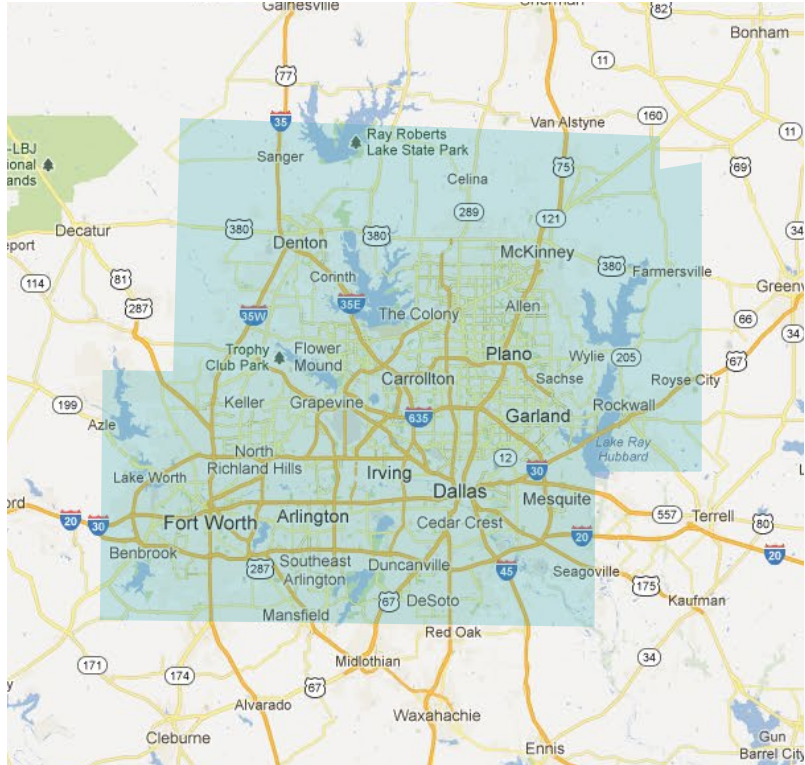 Gainesville
Sherman
82
Bonham
77
11
35
160
11
Van Alstyne
Ray Roberts
Lake State Park
-LBJ
ional
ands
Sanger
75
69
Celina
289
121
34
Decatur
380
380
Denton
McKinney
380
eport
81
Corinth
Farmersville
114
287
Greenv
35W
35E
Allen
The Colony
66
34
Trophy
Club Park
Flower
Mound
Plano
Wylie
205
67
Carrollton
Sachse
Royse City
199
Keller
Grapevine
635
Garland
Rockwall
Azle
Lake Ray
Hubbard
North
Richland Hills
12
30
Lake Worth
Irving
Dallas
Mesquite
ord
20
30
Fort Worth
Arlington
Cedar Crest
557
Terrell
80
20
20
Benbrook
287
Southeast
Arlington
Duncanville
45
Seagoville
175
Kaufman
67
DeSoto
Mansfield
Red Oak
171
174
Midlothian
34
67
y
Alvarado
Waxahachie
Cleburne
Ennis
Gun
Barrel City